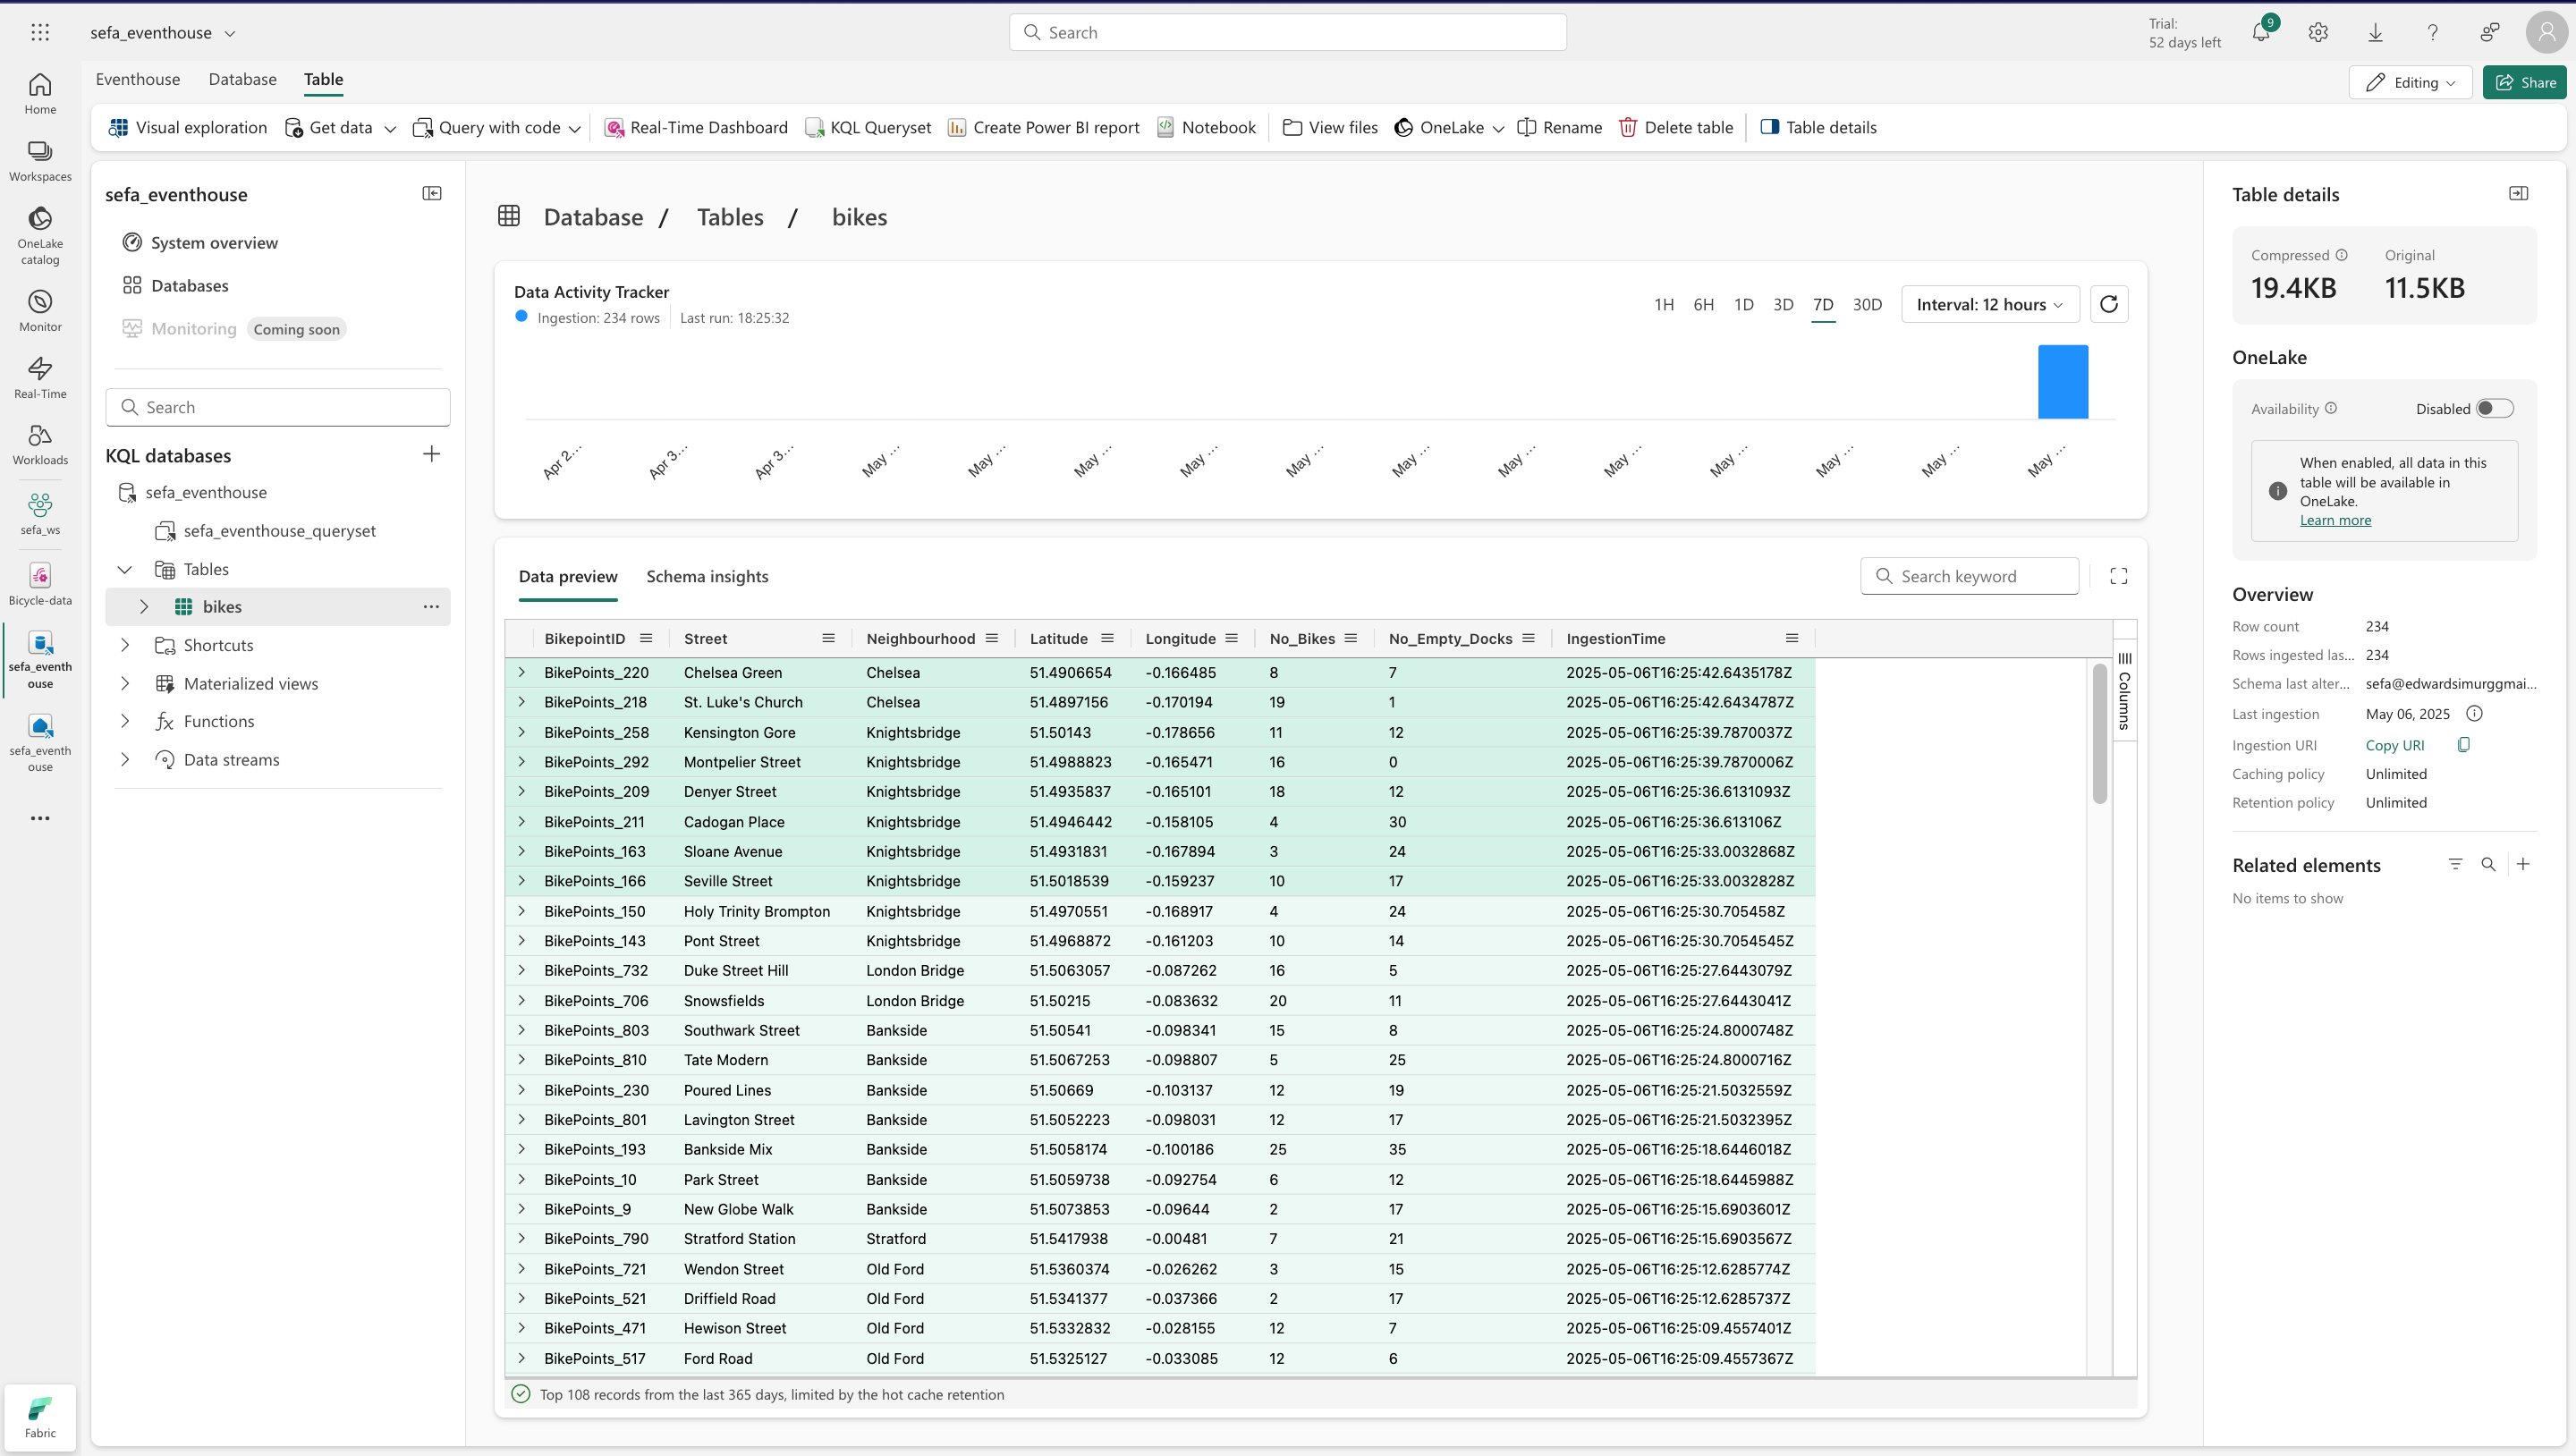 sefa_eventhouse
Search
Trial:
52 days left
9
Eventhouse Database Table
Editing
Share
Visual exploration Get data Query with code Real-Time Dashboard KQL Queryset Create Power BI report Notebook View files OneLake Rename Delete table Table details
Home
Workspaces
OneLake
catalog
Monitor
Real-Time
Workloads
sefa_ws
Bicycle-data
sefa_eventh
ouse
sefa_eventh
ouse
Fabric
sefa_eventhouse
System overview
Databases
Monitoring Coming soon
Search
KQL databases
sefa_eventhouse
sefa_eventhouse_queryset
Tables
bikes
Shortcuts
Materialized views
Functions
Data streams
Database / Tables / bikes
Data Activity Tracker
Ingestion: 234 rows Last run: 18:25:32
1H 6H 1D 3D 7D 30D Interval: 12 hours
Apr 2... Apr 3... Apr 3... May ... May ... May ... May ... May ... May ... May ... May ... May ... May ... May ... May ...
Data preview Schema insights
Search keyword
BikepointID Street Neighbourhood Latitude Longitude No_Bikes No_Empty_Docks IngestionTime
BikePoints_220 Chelsea Green Chelsea 51.4906654 -0.166485 8 7 2025-05-06T16:25:42.6435178Z
BikePoints_218 St. Luke's Church Chelsea 51.4897156 -0.170194 19 1 2025-05-06T16:25:42.6434787Z
BikePoints_258 Kensington Gore Knightsbridge 51.50143 -0.178656 11 12 2025-05-06T16:25:39.7870037Z
BikePoints_292 Montpelier Street Knightsbridge 51.4988823 -0.165471 16 0 2025-05-06T16:25:39.7870006Z
BikePoints_209 Denyer Street Knightsbridge 51.4935837 -0.165101 18 12 2025-05-06T16:25:36.6131093Z
BikePoints_211 Cadogan Place Knightsbridge 51.4946442 -0.158105 4 30 2025-05-06T16:25:36.613106Z
BikePoints_163 Sloane Avenue Knightsbridge 51.4931831 -0.167894 3 24 2025-05-06T16:25:33.0032868Z
BikePoints_166 Seville Street Knightsbridge 51.5018539 -0.159237 10 17 2025-05-06T16:25:33.0032828Z
BikePoints_150 Holy Trinity Brompton Knightsbridge 51.4970551 -0.168917 4 24 2025-05-06T16:25:30.705458Z
BikePoints_143 Pont Street Knightsbridge 51.4968872 -0.161203 10 14 2025-05-06T16:25:30.7054545Z
BikePoints_732 Duke Street Hill London Bridge 51.5063057 -0.087262 16 5 2025-05-06T16:25:27.6443079Z
BikePoints_706 Snowsfields London Bridge 51.50215 -0.083632 20 11 2025-05-06T16:25:27.6443041Z
BikePoints_803 Southwark Street Bankside 51.50541 -0.098341 15 8 2025-05-06T16:25:24.8000748Z
BikePoints_810 Tate Modern Bankside 51.5067253 -0.098807 5 25 2025-05-06T16:25:24.8000716Z
BikePoints_230 Poured Lines Bankside 51.50669 -0.103137 12 19 2025-05-06T16:25:21.5032559Z
BikePoints_801 Lavington Street Bankside 51.5052223 -0.098031 12 17 2025-05-06T16:25:21.5032395Z
BikePoints_193 Bankside Mix Bankside 51.5058174 -0.100186 25 35 2025-05-06T16:25:18.6446018Z
BikePoints_10 Park Street Bankside 51.5059738 -0.092754 6 12 2025-05-06T16:25:18.6445988Z
BikePoints_9 New Globe Walk Bankside 51.5073853 -0.09644 2 17 2025-05-06T16:25:15.6903601Z
BikePoints_790 Stratford Station Stratford 51.5417938 -0.00481 7 21 2025-05-06T16:25:15.6903567Z
BikePoints_721 Wendon Street Old Ford 51.5360374 -0.026262 3 15 2025-05-06T16:25:12.6285774Z
BikePoints_521 Driffield Road Old Ford 51.5341377 -0.037366 2 17 2025-05-06T16:25:12.6285737Z
BikePoints_471 Hewison Street Old Ford 51.5332832 -0.028155 12 7 2025-05-06T16:25:09.4557401Z
BikePoints_517 Ford Road Old Ford 51.5325127 -0.033085 12 6 2025-05-06T16:25:09.4557367Z
Columns
Top 108 records from the last 365 days, limited by the hot cache retention
Table details
Compressed Original
19.4KB 11.5KB
OneLake
Availability Disabled
When enabled, all data in this
table will be available in
OneLake.
Learn more
Overview
Row count 234
Rows ingested las... 234
Schema last alter... sefa@edwardsimurggmai...
Last ingestion May 06, 2025
Ingestion URI Copy URI
Caching policy Unlimited
Retention policy Unlimited
Related elements
No items to show